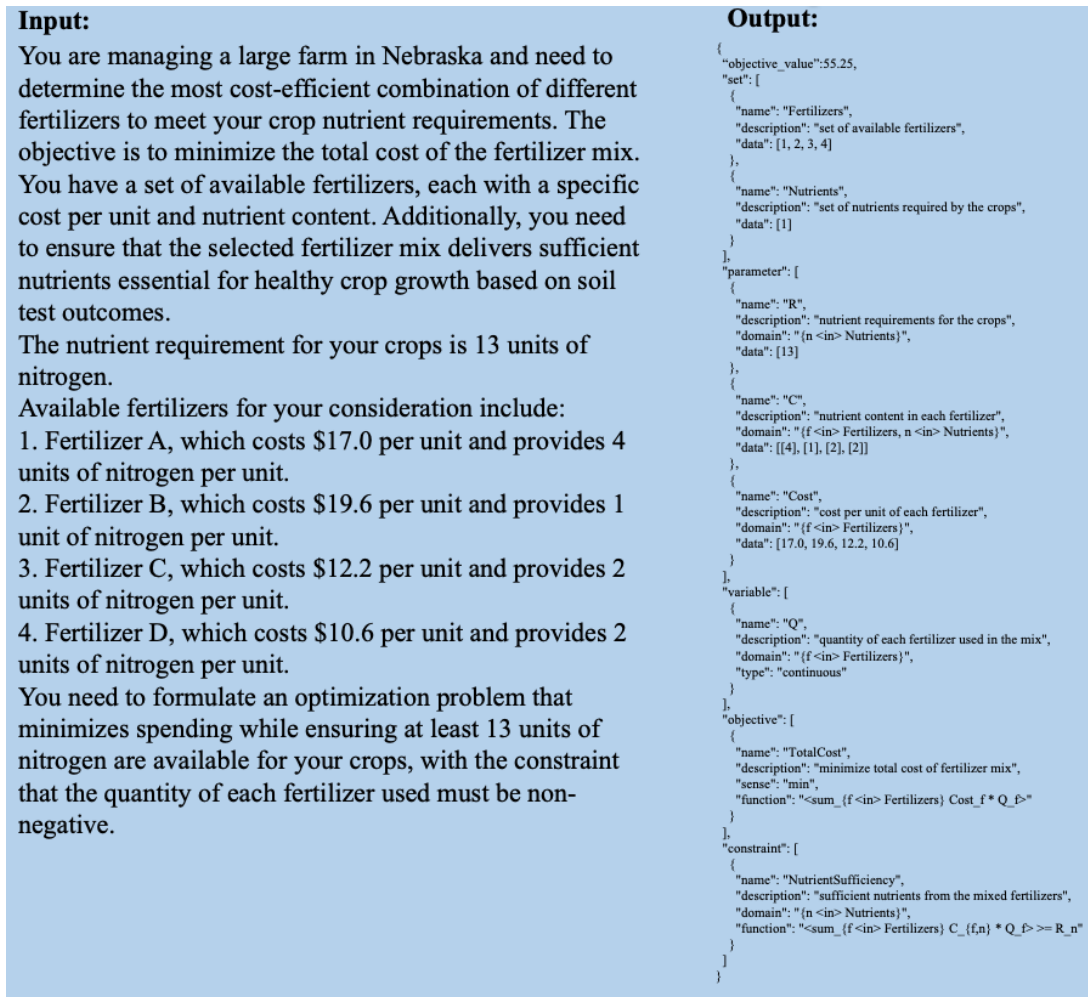 Input:
You are managing a large farm in Nebraska and need to
determine the most cost-efficient combination of different
fertilizers to meet your crop nutrient requirements. The
objective is to minimize the total cost of the fertilizer mix.
You have a set of available fertilizers, each with a specific
cost per unit and nutrient content. Additionally, you need
to ensure that the selected fertilizer mix delivers sufficient
nutrients essential for healthy crop growth based on soil
test outcomes.
The nutrient requirement for your crops is 13 units of
nitrogen.
Available fertilizers for your consideration include:
1. Fertilizer A, which costs $17.0 per unit and provides 4
units of nitrogen per unit.
2. Fertilizer B, which costs $19.6 per unit and provides 1
unit of nitrogen per unit.
3. Fertilizer C, which costs $12.2 per unit and provides 2
units of nitrogen per unit.
4. Fertilizer D, which costs $10.6 per unit and provides 2
units of nitrogen per unit.
You need to formulate an optimization problem that
minimizes spending while ensuring at least 13 units of
nitrogen are available for your crops, with the constraint
that the quantity of each fertilizer used must be non-
negative.
Output:
{
"objective_value":55.25,
"set": [
{
"name": "Fertilizers",
"description": "set of available fertilizers",
"data": [1, 2, 3, 4]
},
{
"name": "Nutrients",
"description": "set of nutrients required by the crops",
"data": [1]
}
],
"parameter": [
{
"name": "R",
"description": "nutrient requirements for the crops",
"domain": "{n <in> Nutrients}",
"data": [13]
},
{
"name": "C",
"description": "nutrient content in each fertilizer",
"domain": "{f <in> Fertilizers, n <in> Nutrients}",
"data": [[4], [1], [2], [2]]
},
{
"name": "Cost",
"description": "cost per unit of each fertilizer",
"domain": "{f <in> Fertilizers}",
"data": [17.0, 19.6, 12.2, 10.6]
}
],
"variable": [
{
"name": "Q",
"description": "quantity of each fertilizer used in the mix",
"domain": "{f <in> Fertilizers}",
"type": "continuous"
}
],
"objective": [
{
"name": "TotalCost",
"description": "minimize total cost of fertilizer mix",
"sense": "min",
"function": "<sum_{f <in> Fertilizers} Cost_f * Q_f>"
}
],
"constraint": [
{
"name": "NutrientSufficiency",
"description": "sufficient nutrients from the mixed fertilizers",
"domain": "{n <in> Nutrients}",
"function": "<sum_{f <in> Fertilizers} C_{f,n} * Q_f> >= R_n"
}
]
}